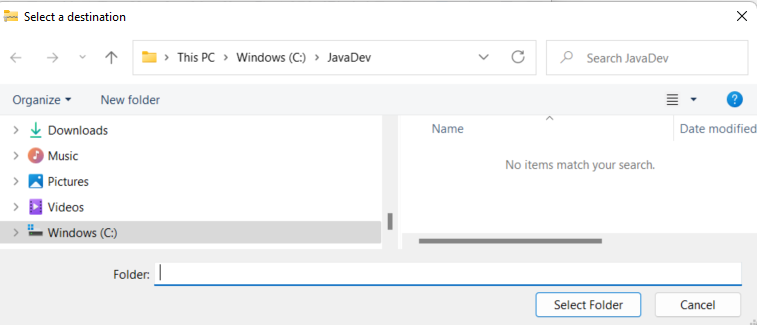 Select a destination
This PC > Windows (C:) > JavaDev
Search JavaDev
Organize
New folder
?
Downloads
Music
Pictures
Videos
Windows (C:)
Name
Date modified
No items match your search.
Folder:
Select Folder
Cancel